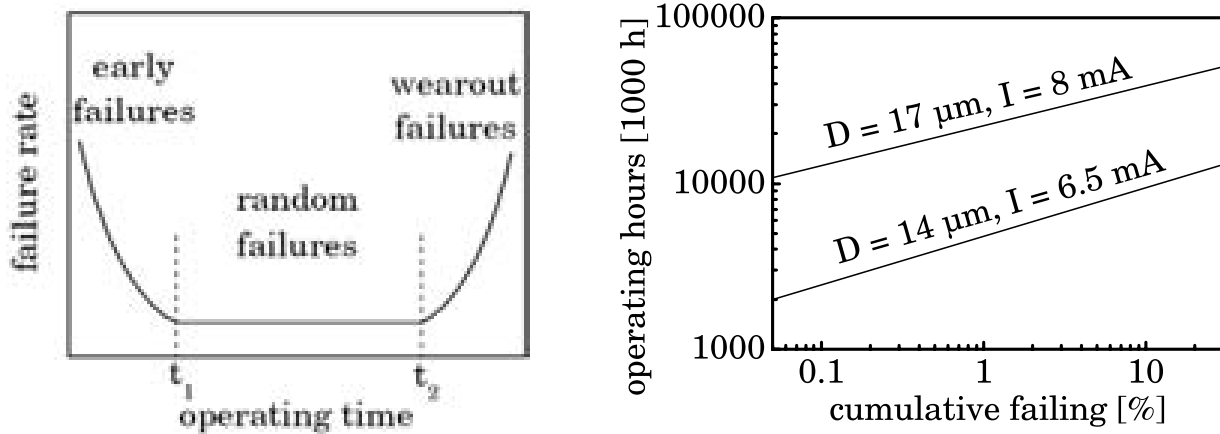 early
failures
wearout
failures
random
failures
failure rate
t1
t2
operating time
100000
10000
1000
operating hours [1000 h]
D = 17 µm, I = 8 mA
D = 14 µm, I = 6.5 mA
0.1
1
10
cumulative failing [%]